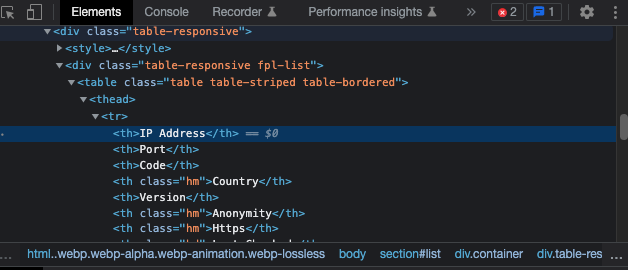 Elements Console Recorder Performance insights » 2 1
▼<div class="table-responsive">
▶<style>…</style>
▼<div class="table-responsive fpl-list">
▼<table class="table table-striped table-bordered">
▼<thead>
▼<tr>
<th>IP Address</th> == $0
<th>Port</th>
<th>Code</th>
<th class="hm">Country</th>
<th>Version</th>
<th class="hm">Anonymity</th>
<th class="hm">Https</th>
... html..webp.webp-alpha.webp-animation.webp-lossless body section#list div.container div.table-res ...